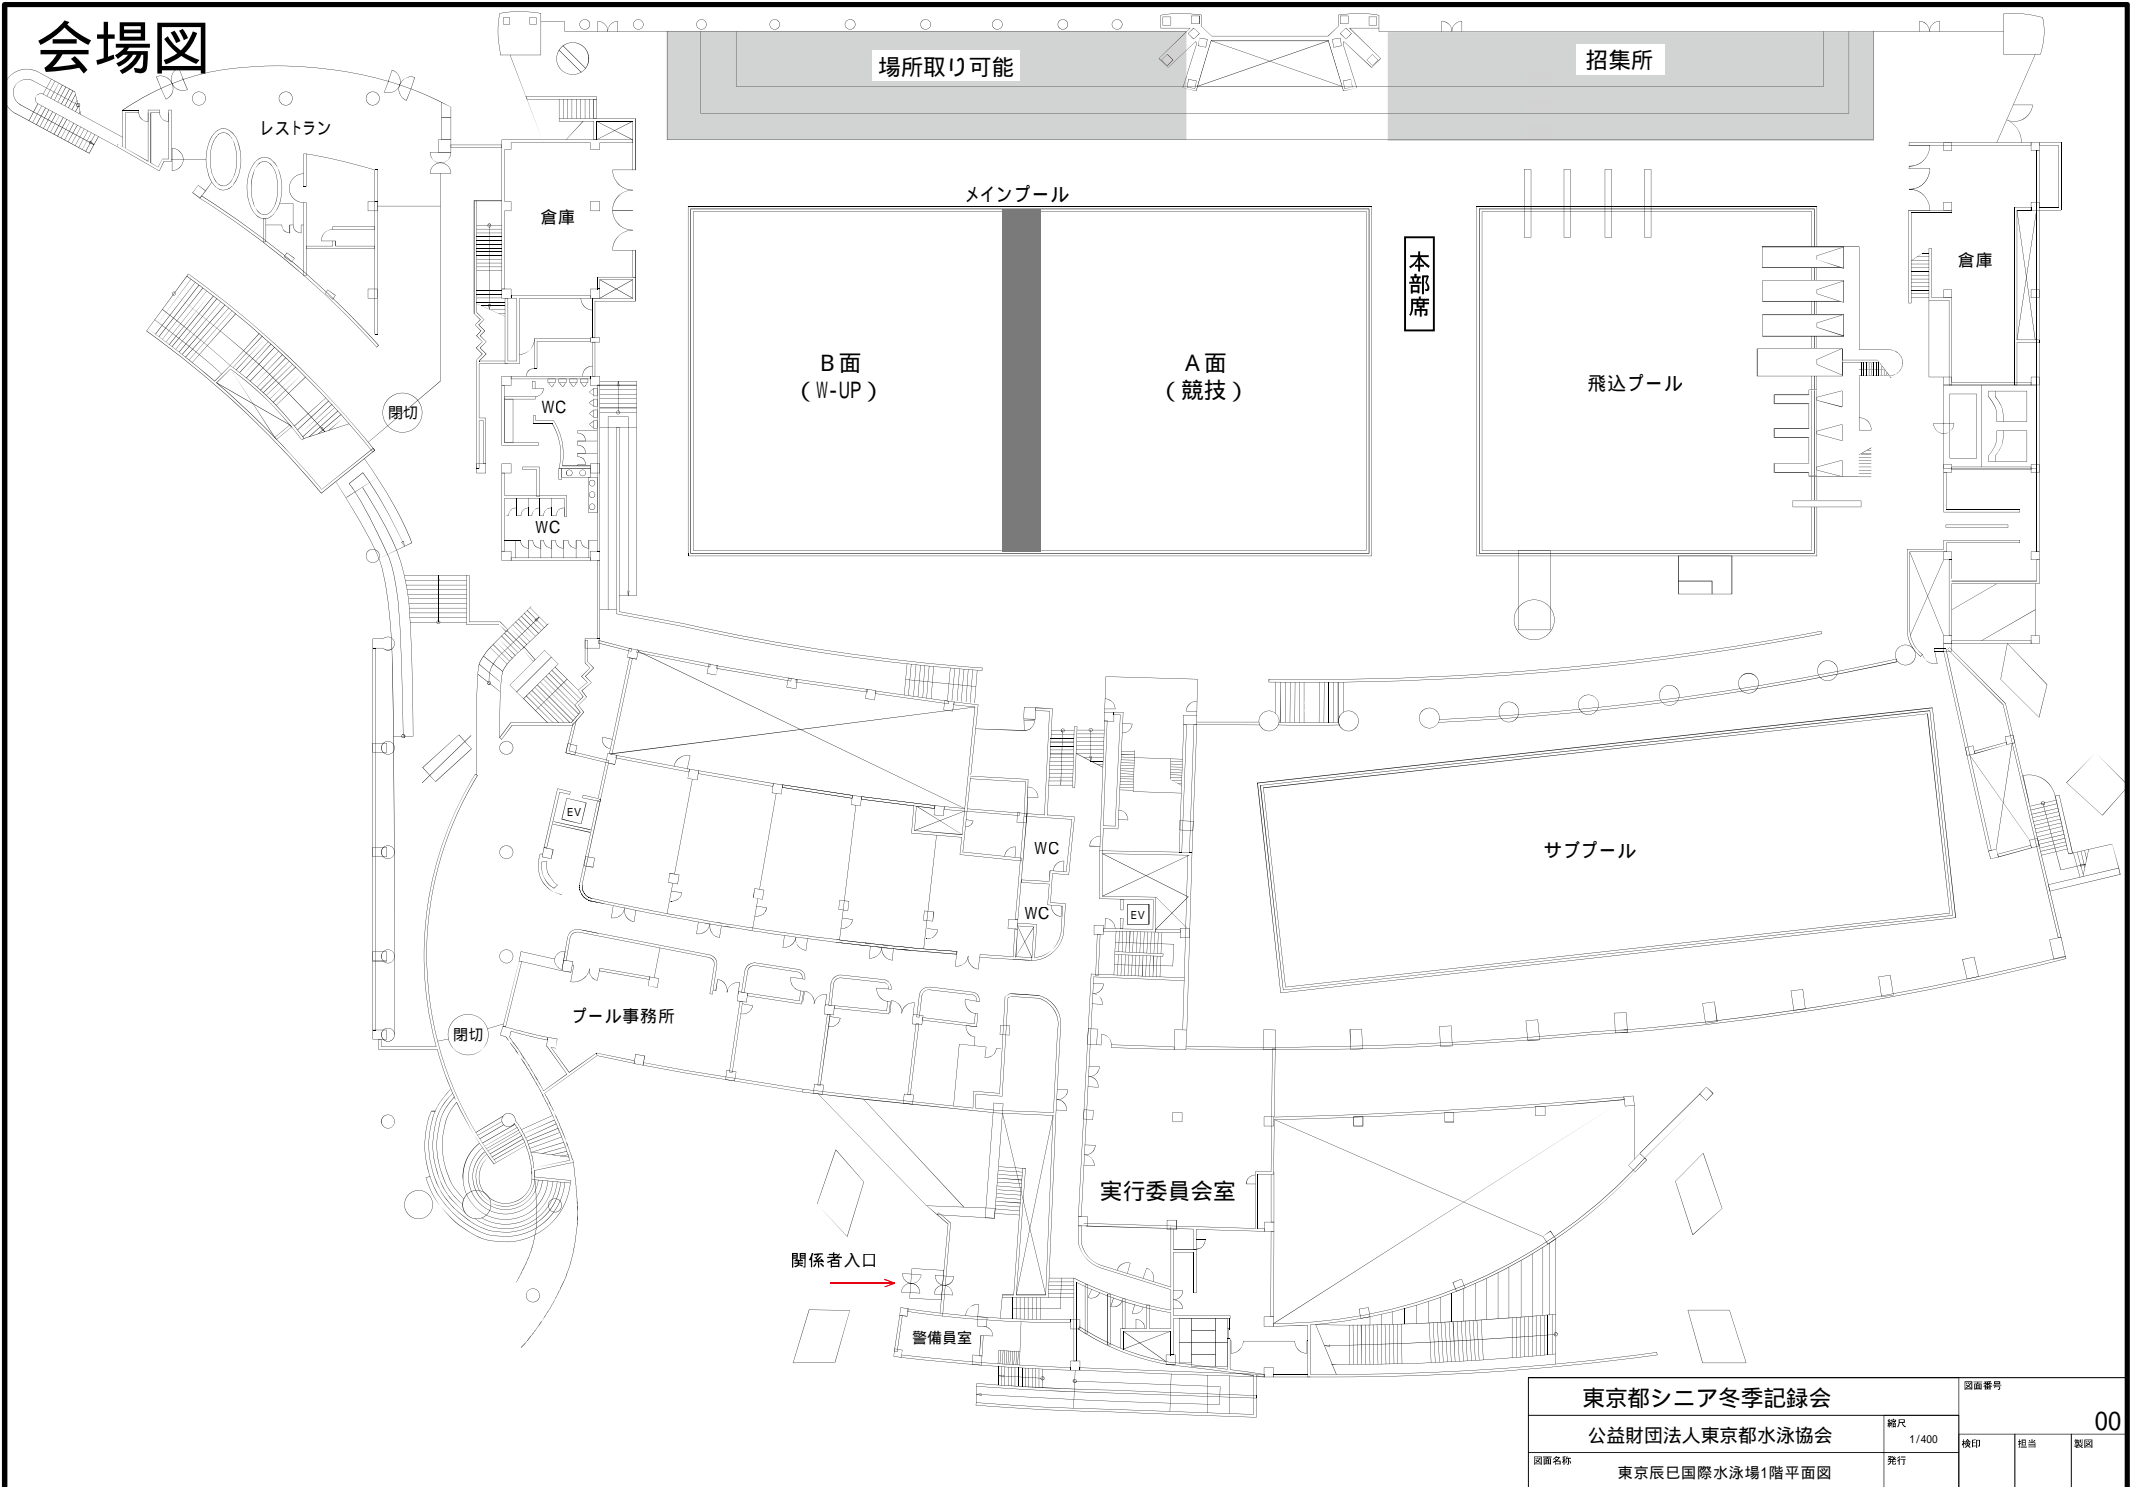 会場図
場所取り可能
招集所
レストラン
メインプール
倉庫
本部席
倉庫
B面
(W-UP)
A面
(競技)
飛込プール
閉切
WC
WC
EV
WC
サブプール
WC
EV
プール事務所
閉切
実行委員会室
関係者入口
警備員室
東京都シニア冬季記録会
図面番号
00
公益財団法人東京都水泳協会
縮尺
1/400
検印
担当
製図
図面名称
東京辰巳国際水泳場1階平面図
発行